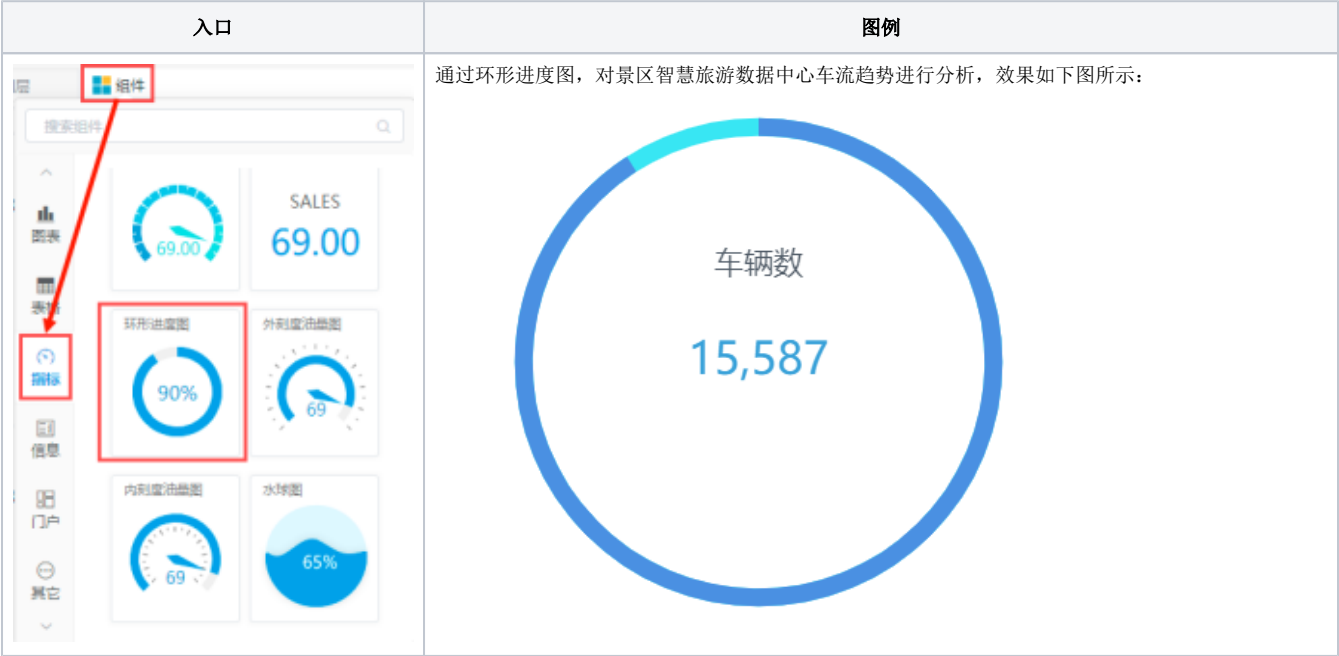 入口
图例
层
组件
搜索组件
图表
表格
指标
信息
门户
其它
69.00
SALES
69.00
环形进度图
90%
外刻度油量图
69
内刻度油量图
69
水球图
65%
通过环形进度图，对景区智慧旅游数据中心车流趋势进行分析，效果如下图所示：
车辆数
15,587